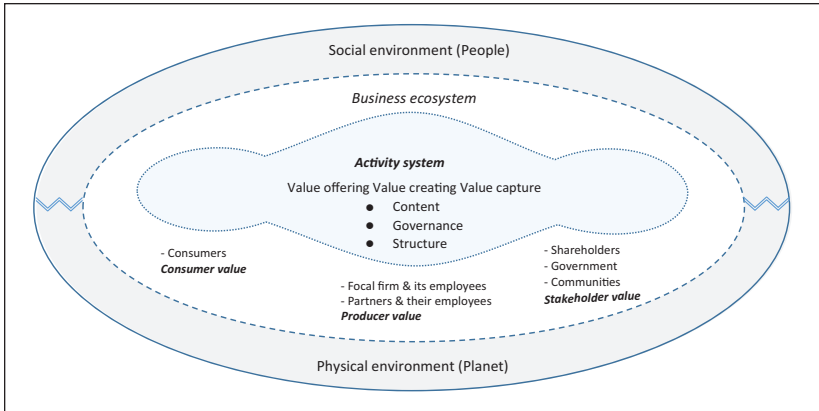 Social environment (People)
Business ecosystem
Activity system
Value offering Value creating Value capture
● Content
● Governance
● Structure
- Consumers
Consumer value
- Focal firm & its employees
- Partners & their employees
Producer value
- Shareholders
- Government
- Communities
Stakeholder value
Physical environment (Planet)